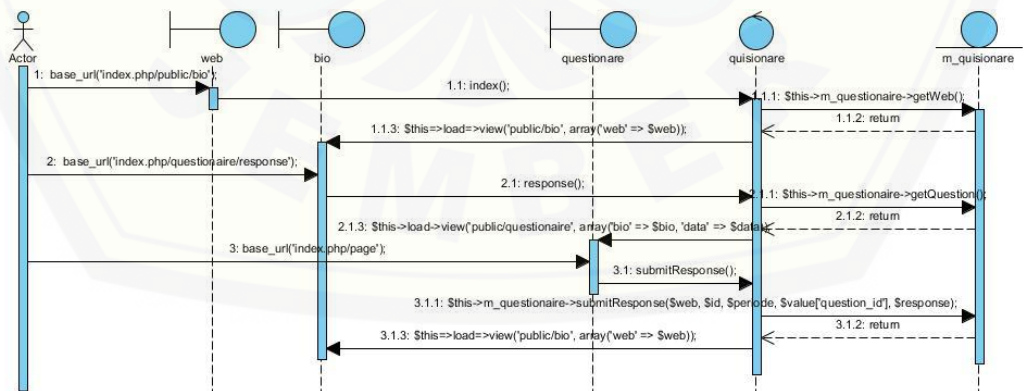 Actor
web
bio
questionare
quisionare
m_quisionare
1: base_url('index.php/public/bio');
1.1: index();
1.1.1: $this->m_questionaire->getWeb();
1.1.2: return
1.1.3: $this=>load=>view('public/bio', array('web' => $web));
2: base_url('index.php/questionaire/response');
2.1: response();
2.1.1: $this->m_questionaire->getQuestion();
2.1.2: return
2.1.3: $this->load->view('public/questionaire', array('bio' => $bio, 'data' => $data);
3: base_url('index.php/page');
3.1: submitResponse();
3.1.1: $this->m_questionaire->submitResponse($web, $id, $periode, $value['question_id'], $response);
3.1.2: return
3.1.3: $this=>load=>view('public/bio', array('web' => $web));
JEMBER